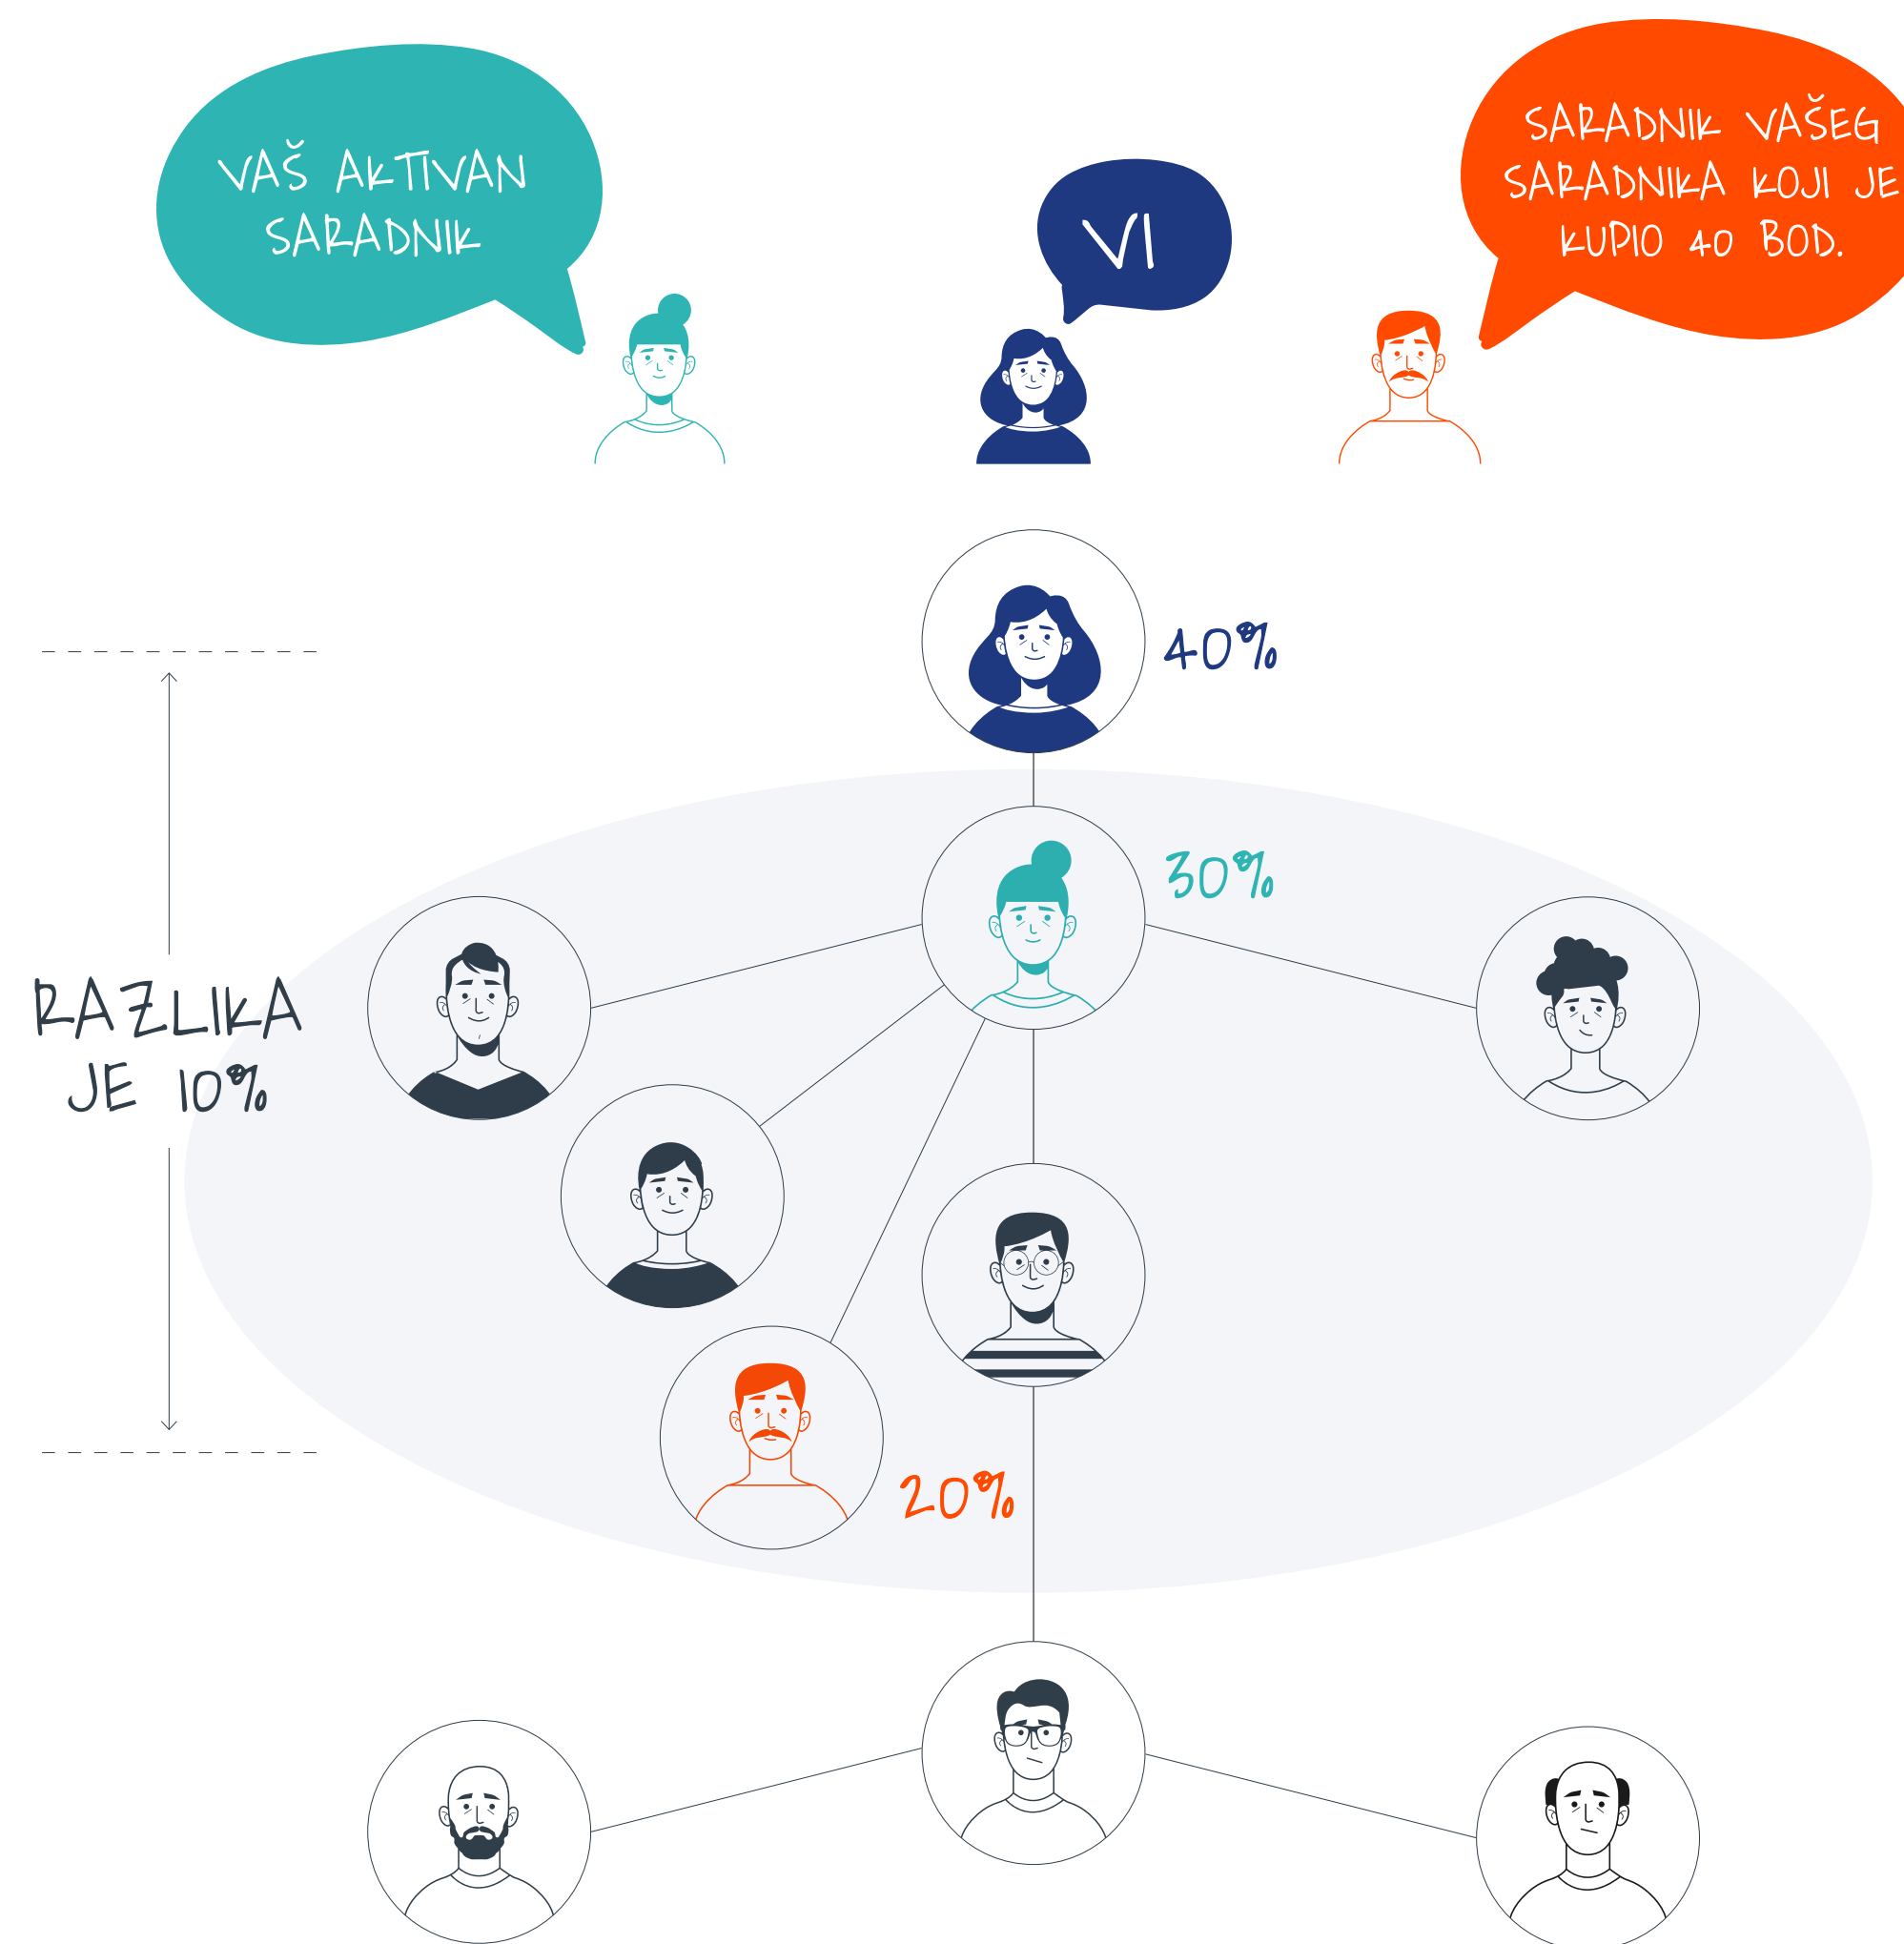 VAŠ AKTIVAN
SARADNIK
VI
SARADNIK VAŠEG
SARADNIKA KOJI JE
KUPIO 40 BOD.
40%
30%
RAZLIKA
JE 10%
20%